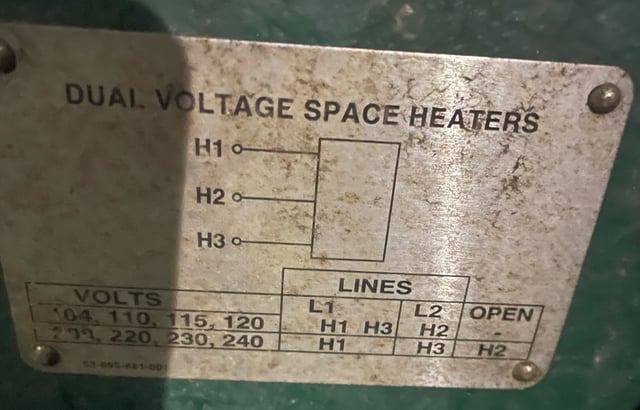 DUAL VOLTAGE SPACE HEATERS
H1
H2
H3
LINES
VOLTS L1 L2 OPEN
104, 110, 115, 120 H1 H3 H2 -
220, 230, 240 H1 H3 H2